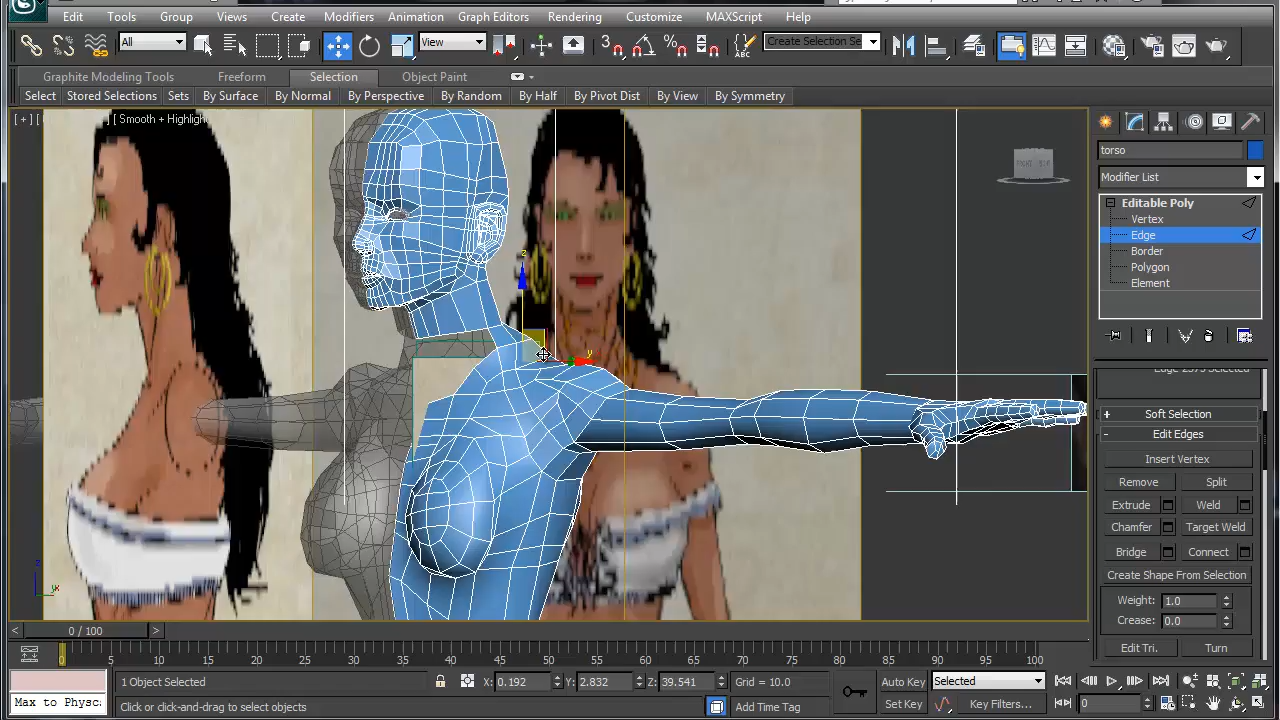 Edit Tools Group Views Create Modifiers Animation Graph Editors Rendering Customize MAXScript Help
All View 3 ABC Create Selection Se
Graphite Modeling Tools Freeform Selection Object Paint
Select Stored Selections Sets By Surface By Normal By Perspective By Random By Half By Pivot Dist By View By Symmetry
[ + ] [ ] [ Smooth + Highligh
torso
Modifier List
Editable Poly
Vertex
Edge
Border
Polygon
Element
z
y
+ Soft Selection
- Edit Edges
Insert Vertex
Remove Split
Extrude Weld
Chamfer Target Weld
Bridge Connect
Create Shape From Selection
Weight: 1.0
Crease: 0.0
Edit Tri. Turn
< 0 / 100 >
0 5 10 15 20 25 30 35 40 45 50 55 60 65 70 75 80 85 90 95 100
1 Object Selected X: 0.192 Y: 2.832 Z: 39.541 Grid = 10.0 Auto Key Selected
Max to Physc Click or click-and-drag to select objects Add Time Tag Set Key Key Filters... 0